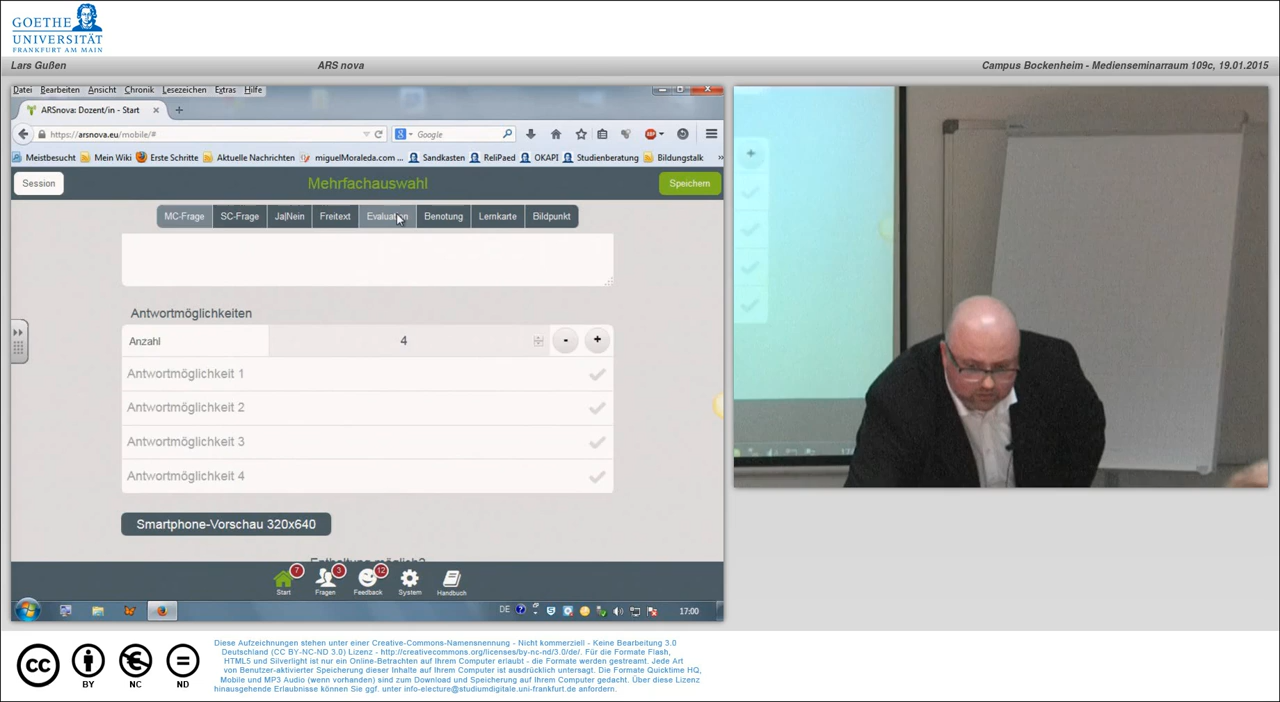 GOETHE
UNIVERSITÄT
FRANKFURT AM MAIN
Lars Gußen ARS nova Campus Bockenheim - Medienseminarraum 109c, 19.01.2015
Datei Bearbeiten Ansicht Chronik Lesezeichen Extras Hilfe
ARSnova: Dozent/in - Start
https://arsnova.eu/mobile/# Google
Meistbesucht Mein Wiki Erste Schritte Aktuelle Nachrichten miguelMoraleda.com ... Sandkasten ReliPaed OKAPI Studienberatung Bildungstalk
Session Mehrfachauswahl Speichern
MC-Frage SC-Frage Ja|Nein Freitext Evaluation Benotung Lernkarte Bildpunkt
Antwortmöglichkeiten
Anzahl 4 - +
Antwortmöglichkeit 1
Antwortmöglichkeit 2
Antwortmöglichkeit 3
Antwortmöglichkeit 4
Smartphone-Vorschau 320x640
Enthaltung möglich?
7 3 12
Start Fragen Feedback System Handbuch
DE 17:00
cc BY NC ND
Diese Aufzeichnungen stehen unter einer Creative-Commons-Namensnennung - Nicht kommerziell - Keine Bearbeitung 3.0
Deutschland (CC BY-NC-ND 3.0) Lizenz - http://creativecommons.org/licenses/by-nc-nd/3.0/de/. Für die Formate Flash,
HTML5 und Silverlight ist nur ein Online-Betrachten auf Ihrem Computer erlaubt - die Formate werden gestreamt. Jede Art
von Benutzer-aktivierter Speicherung dieser Inhalte auf Ihrem Computer ist ausdrücklich untersagt. Die Formate Quicktime HQ,
Mobile und MP3 Audio (wenn vorhanden) sind zum Download und Speicherung auf Ihrem Computer gedacht. Über diese Lizenz
hinausgehende Erlaubnisse können Sie ggf. unter info-electure@studiumdigitale.uni-frankfurt.de anfordern.